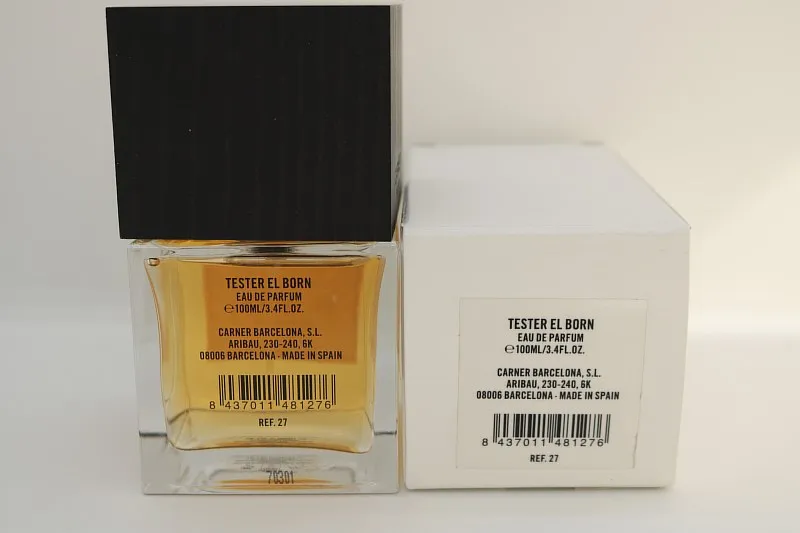 TESTER EL BORN
EAU DE PARFUM
℮100ML/3.4FL.OZ.
CARNER BARCELONA, S.L.
ARIBAU, 230-240, 6K
08006 BARCELONA - MADE IN SPAIN
8 437011 481276
REF. 27
70301
TESTER EL BORN
EAU DE PARFUM
℮100ML/3.4FL.OZ.
CARNER BARCELONA, S.L.
ARIBAU, 230-240, 6K
08006 BARCELONA - MADE IN SPAIN
8 437011 481276
REF. 27